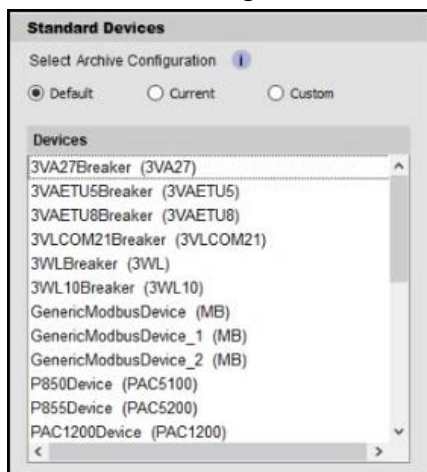 Standard Devices
Select Archive Configuration i
Default Current Custom
Devices
3VA27Breaker (3VA27)
3VAETU5Breaker (3VAETU5)
3VAETU8Breaker (3VAETU8)
3VLCOM21Breaker (3VLCOM21)
3WLBreaker (3WL)
3WL10Breaker (3WL10)
GenericModbusDevice (MB)
GenericModbusDevice_1 (MB)
GenericModbusDevice_2 (MB)
P850Device (PAC5100)
P855Device (PAC5200)
PAC1200Device (PAC1200)